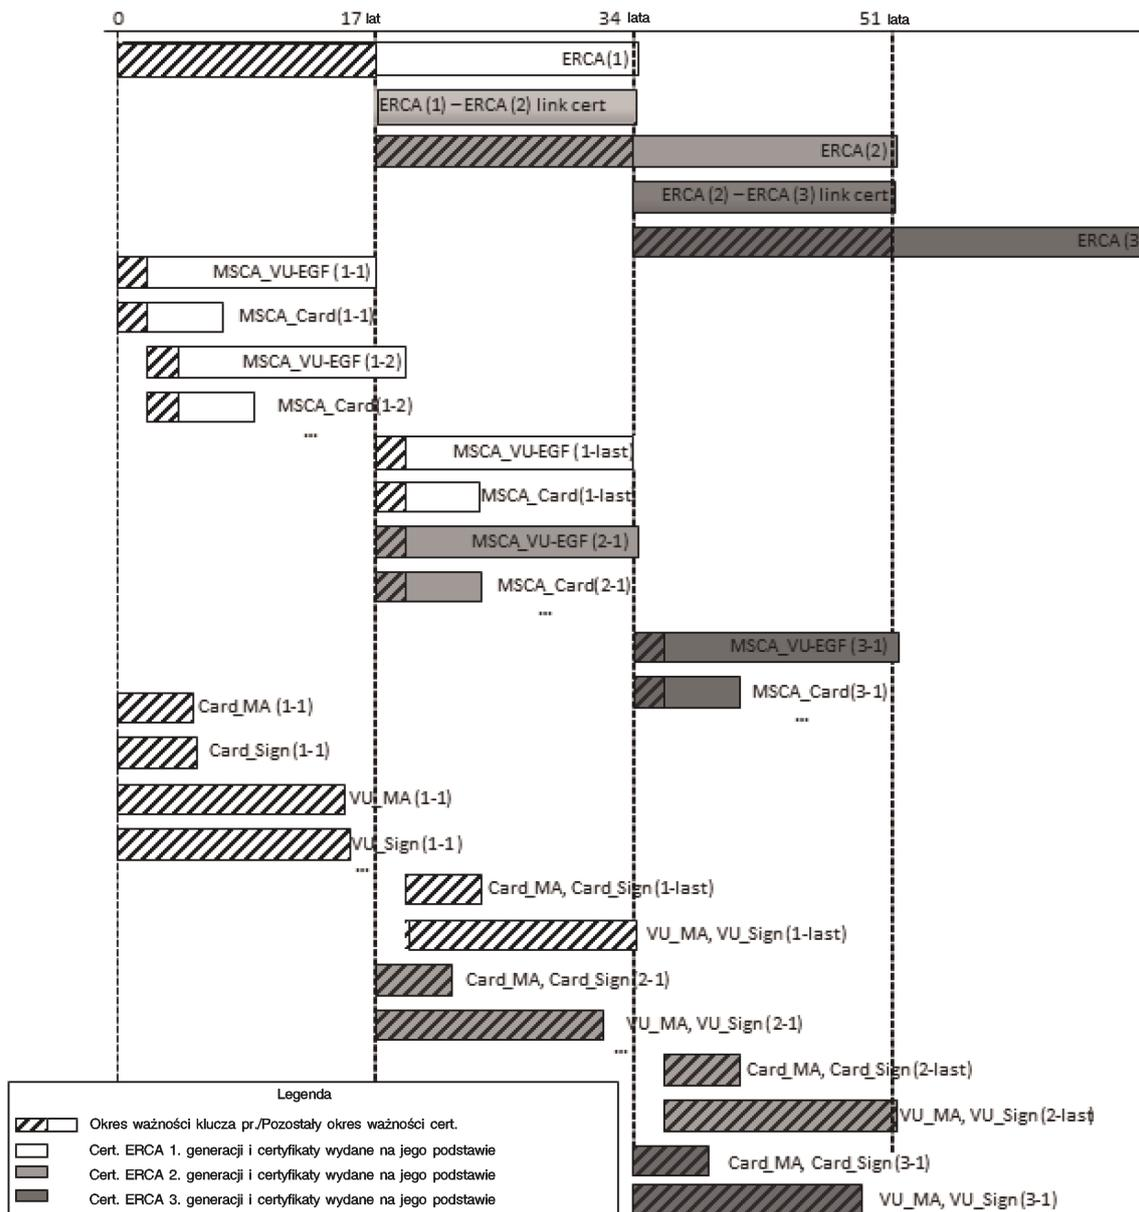 0 17 lat 34 lata 51 lata
ERCA (1)
ERCA (1) – ERCA (2) link cert
ERCA (2)
ERCA (2) – ERCA (3) link cert
ERCA (3
MSCA_VU-EGF (1-1)
MSCA_Card(1-1)
MSCA_VU-EGF (1-2)
MSCA_Card(1-2)
...
MSCA_VU-EGF (1-last)
MSCA_Card(1-last
MSCA_VU-EGF (2-1)
MSCA_Card(2-1)
...
MSCA_VU-EGF (3-1)
MSCA_Card(3-1)
...
Card_MA (1-1)
Card_Sign (1-1)
VU_MA (1-1)
VU_Sign (1-1)
...
Card_MA, Card_Sign (1-last)
VU_MA, VU_Sign (1-last)
Card_MA, Card_Sign (2-1)
VU_MA, VU_Sign (2-1)
...
Card_MA, Card_Sign (2-last)
VU_MA, VU_Sign (2-last)
Card_MA, Card_Sign (3-1)
VU_MA, VU_Sign (3-1)
Legenda
Okres ważności klucza pr./Pozostały okres ważności cert.
Cert. ERCA 1. generacji i certyfikaty wydane na jego podstawie
Cert. ERCA 2. generacji i certyfikaty wydane na jego podstawie
Cert. ERCA 3. generacji i certyfikaty wydane na jego podstawie